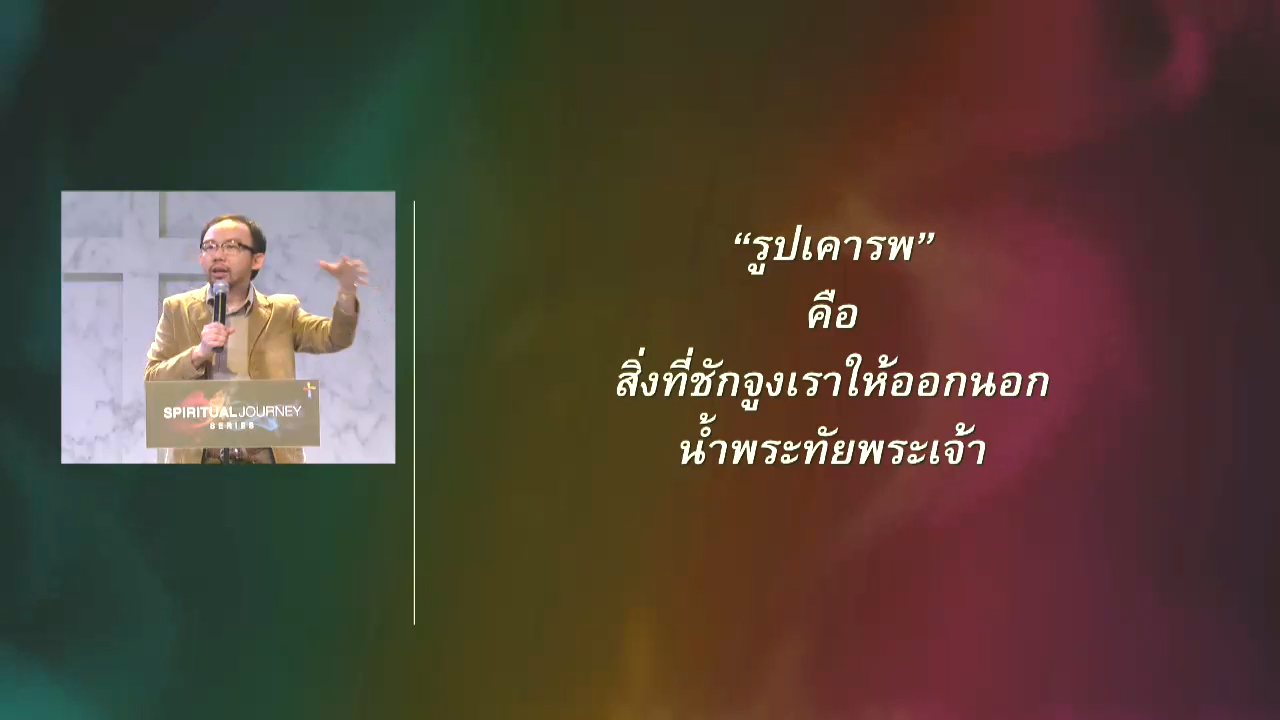 “รูปเคารพ”
คือ
สิ่งที่ชักจูงเราให้ออกนอก
น้ำพระทัยพระเจ้า
SPIRITUAL JOURNEY
SERIES